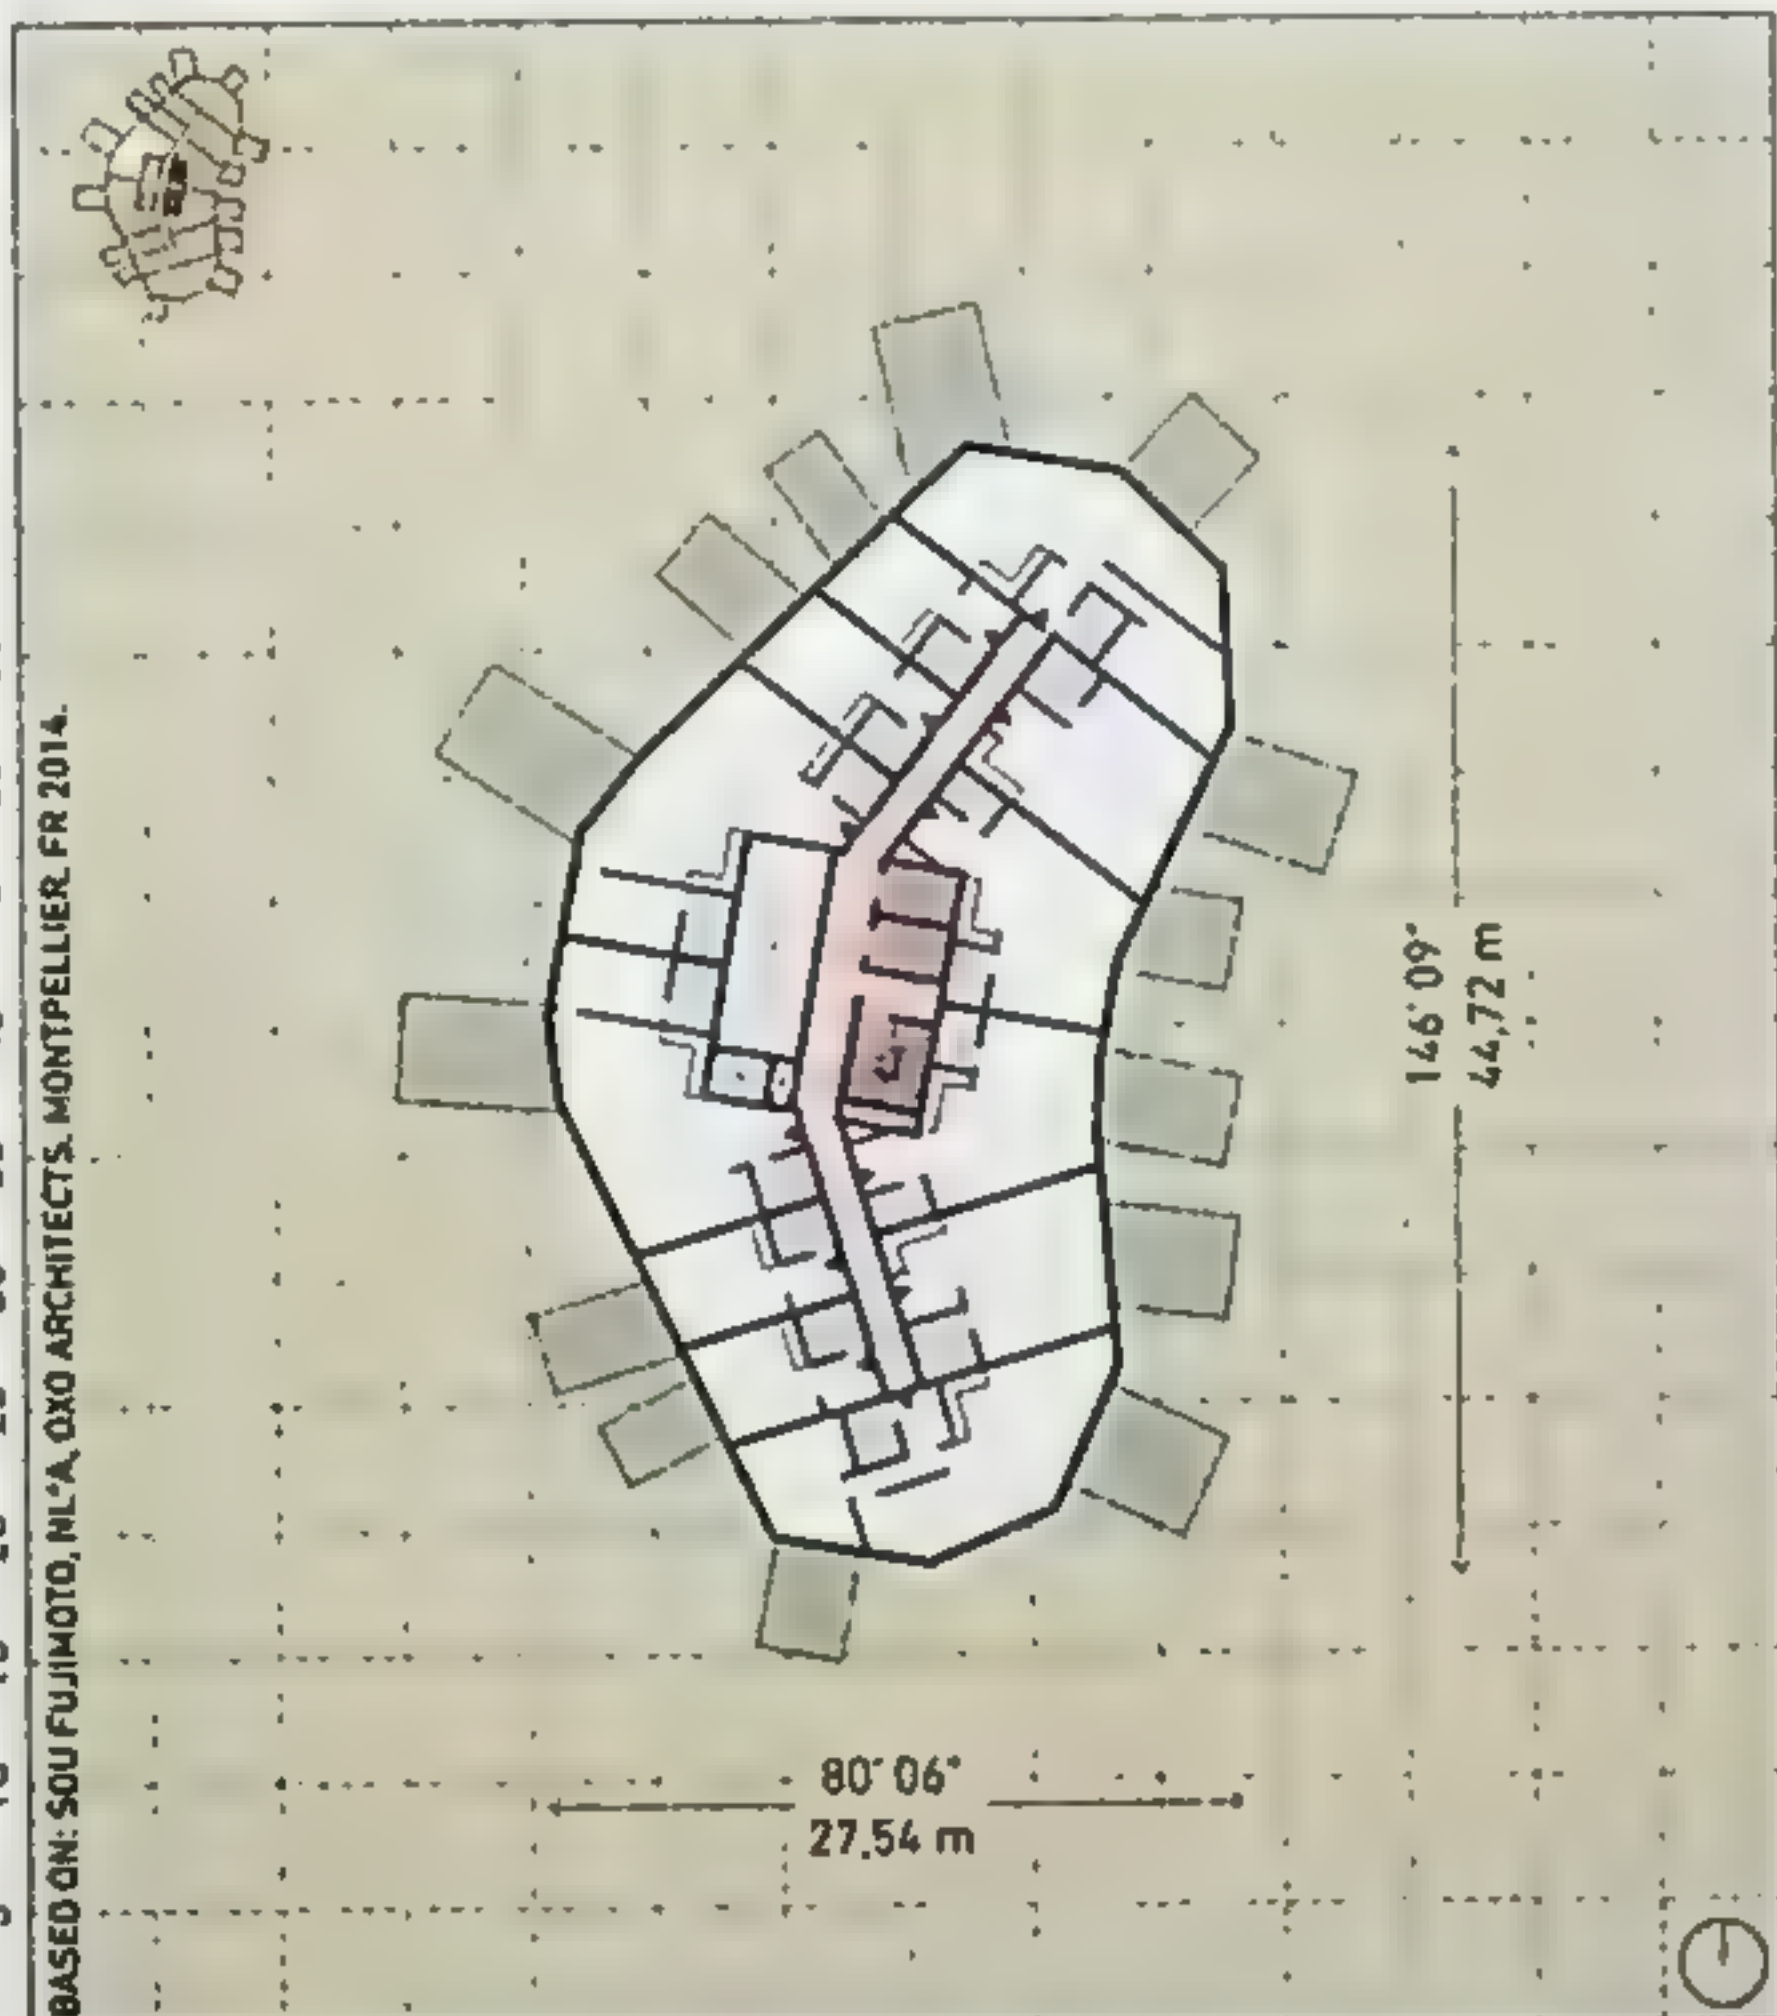 BASED ON: SOU FUJIMOTO, NL*A, OXO ARCHITECTS. MONTPELLIER. FR 2014.
146' 09"
44,72 m
80' 06"
27.54 m